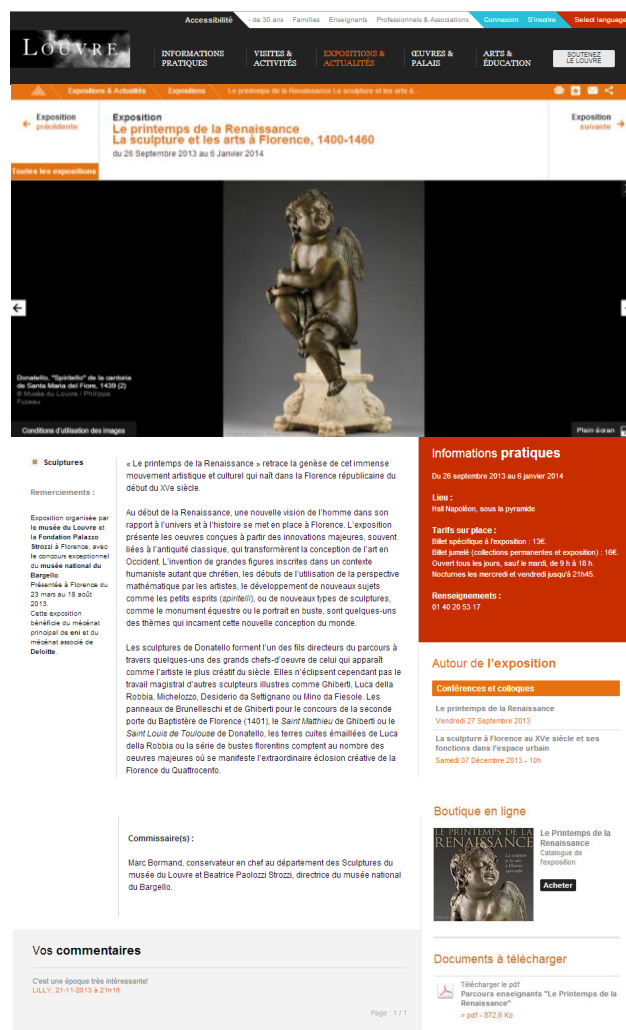 Accessibilité
- de 30 ans Familles Enseignants Professionnels & Associations
Connexion S'inscrire Select language
LOUVRE
INFORMATIONS
PRATIQUES
VISITES &
ACTIVITÉS
EXPOSITIONS &
ACTUALITÉS
ŒUVRES &
PALAIS
ARTS &
ÉDUCATION
SOUTENEZ
LE LOUVRE
Expositions & Actualités Expositions Le printemps de la Renaissance La sculpture et les arts à...
Exposition
précédente
Exposition
Le printemps de la Renaissance
La sculpture et les arts à Florence, 1400-1460
du 26 Septembre 2013 au 6 Janvier 2014
Exposition
suivante
Toutes les expositions
Donatello, "Spiritello" de la cantoria
de Santa Maria del Fiore, 1439 (2)
© Musée du Louvre / Philippe
Fuzeau
Conditions d'utilisation des images
Plein écran
Sculptures
Remerciements :
Exposition organisée par
le musée du Louvre et
la Fondation Palazzo
Strozzi à Florence, avec
le concours exceptionnel
du musée national du
Bargello.
Présentée à Florence du
23 mars au 18 août
2013.
Cette exposition
bénéficie du mécénat
principal de eni et du
mécénat associé de
Deloitte.
« Le printemps de la Renaissance » retrace la genèse de cet immense
mouvement artistique et culturel qui naît dans la Florence républicaine du
début du XVe siècle.
Au début de la Renaissance, une nouvelle vision de l'homme dans son
rapport à l'univers et à l'histoire se met en place à Florence. L'exposition
présente les oeuvres conçues à partir des innovations majeures, souvent
liées à l'antiquité classique, qui transformèrent la conception de l'art en
Occident. L'invention de grandes figures inscrites dans un contexte
humaniste autant que chrétien, les débuts de l'utilisation de la perspective
mathématique par les artistes, le développement de nouveaux sujets
comme les petits esprits (spiritelli), ou de nouveaux types de sculptures,
comme le monument équestre ou le portrait en buste, sont quelques-uns
des thèmes qui incarnent cette nouvelle conception du monde.
Les sculptures de Donatello forment l'un des fils directeurs du parcours à
travers quelques-uns des grands chefs-d'oeuvre de celui qui apparaît
comme l'artiste le plus créatif du siècle. Elles n'éclipsent cependant pas le
travail magistral d'autres sculpteurs illustres comme Ghiberti, Luca della
Robbia, Michelozzo, Desiderio da Settignano ou Mino da Fiesole. Les
panneaux de Brunelleschi et de Ghiberti pour le concours de la seconde
porte du Baptistère de Florence (1401), le Saint Matthieu de Ghiberti ou le
Saint Louis de Toulouse de Donatello, les terres cuites émaillées de Luca
della Robbia ou la série de bustes florentins comptent au nombre des
oeuvres majeures où se manifeste l'extraordinaire éclosion créative de la
Florence du Quattrocento.
Commissaire(s) :
Marc Bormand, conservateur en chef au département des Sculptures du
musée du Louvre et Beatrice Paolozzi Strozzi, directrice du musée national
du Bargello.
Vos commentaires
C'est une époque très intéressante!
LILLY, 21-11-2013 à 21h16
Page : 1 / 1
Informations pratiques
Du 26 septembre 2013 au 6 janvier 2014
Lieu :
Hall Napoléon, sous la pyramide
Tarifs sur place :
Billet spécifique à l'exposition : 13€.
Billet jumelé (collections permanentes et exposition) : 16€.
Ouvert tous les jours, sauf le mardi, de 9 h à 18 h.
Nocturnes les mercredi et vendredi jusqu'à 21h45.
Renseignements :
01 40 20 53 17
Autour de l'exposition
Conférences et colloques
Le printemps de la Renaissance
Vendredi 27 Septembre 2013
La sculpture à Florence au XVe siècle et ses
fonctions dans l'espace urbain
Samedi 07 Décembre 2013 - 10h
Boutique en ligne
LE PRINTEMPS DE LA
RENAISSANCE
La sculpture
et les arts
à Florence
1400-1460
Le Printemps de la
Renaissance
Catalogue de
l'exposition
Acheter
Documents à télécharger
Télécharger le pdf
Parcours enseignants "Le Printemps de la
Renaissance"
> pdf - 872,6 Ko